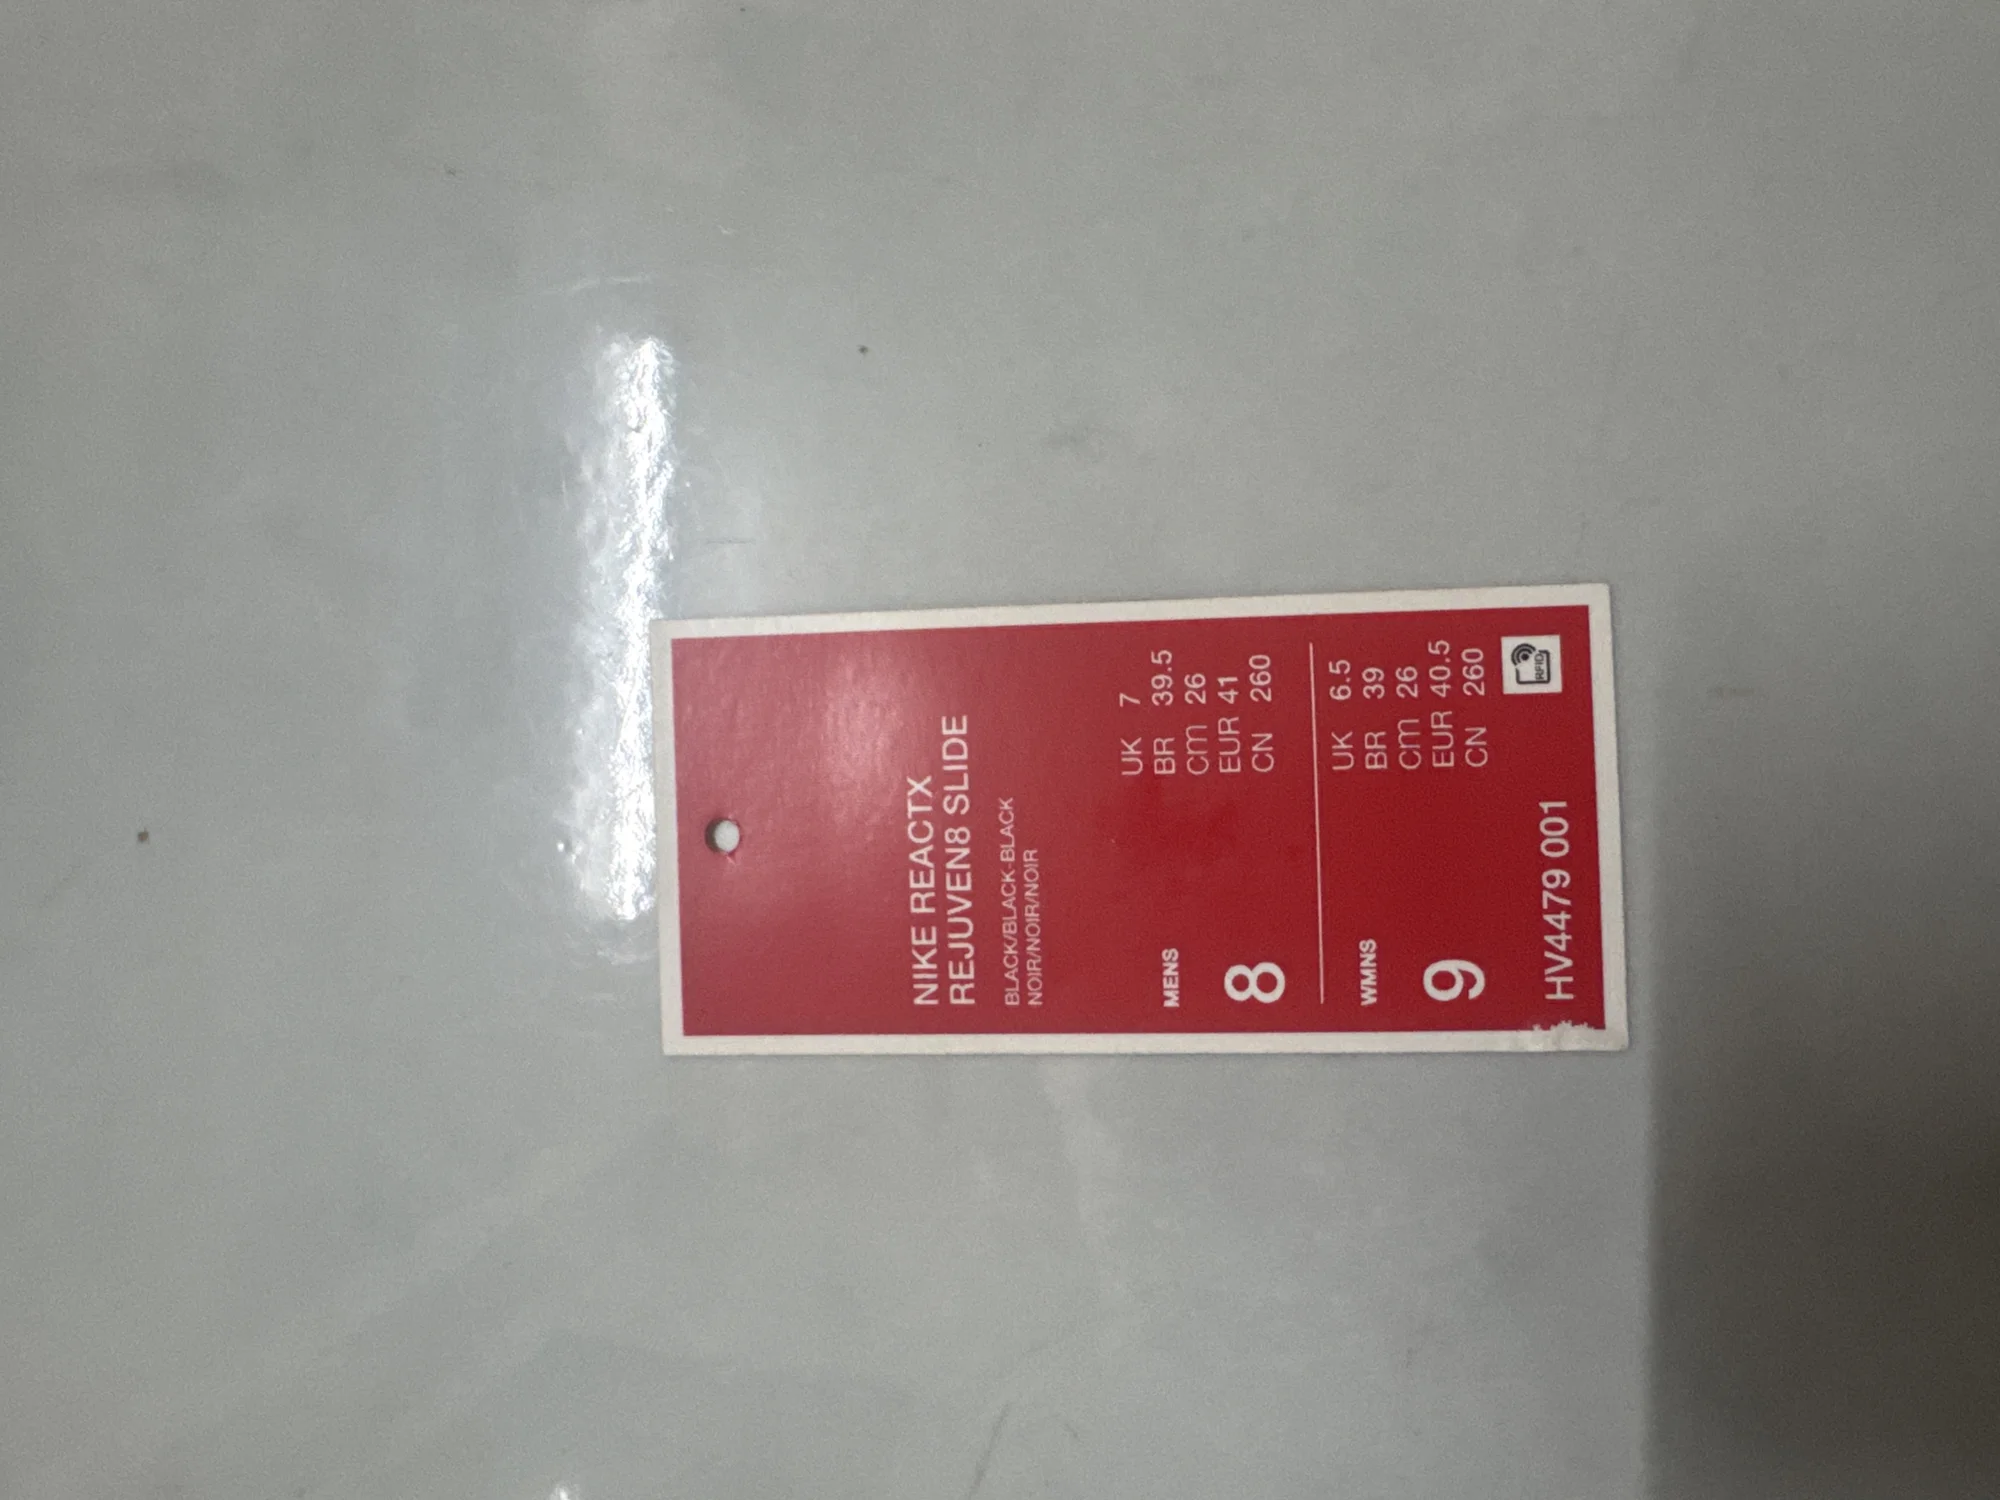 NIKE REACTX
REJUVEN8 SLIDE
BLACK/BLACK-BLACK
NOIR/NOIR/NOIR
MENS
8
UK 7
BR 39.5
Cm 26
EUR 41
CN 260
WMNS
9
UK 6.5
BR 39
Cm 26
EUR 40.5
CN 260
HV4479 001
RFID